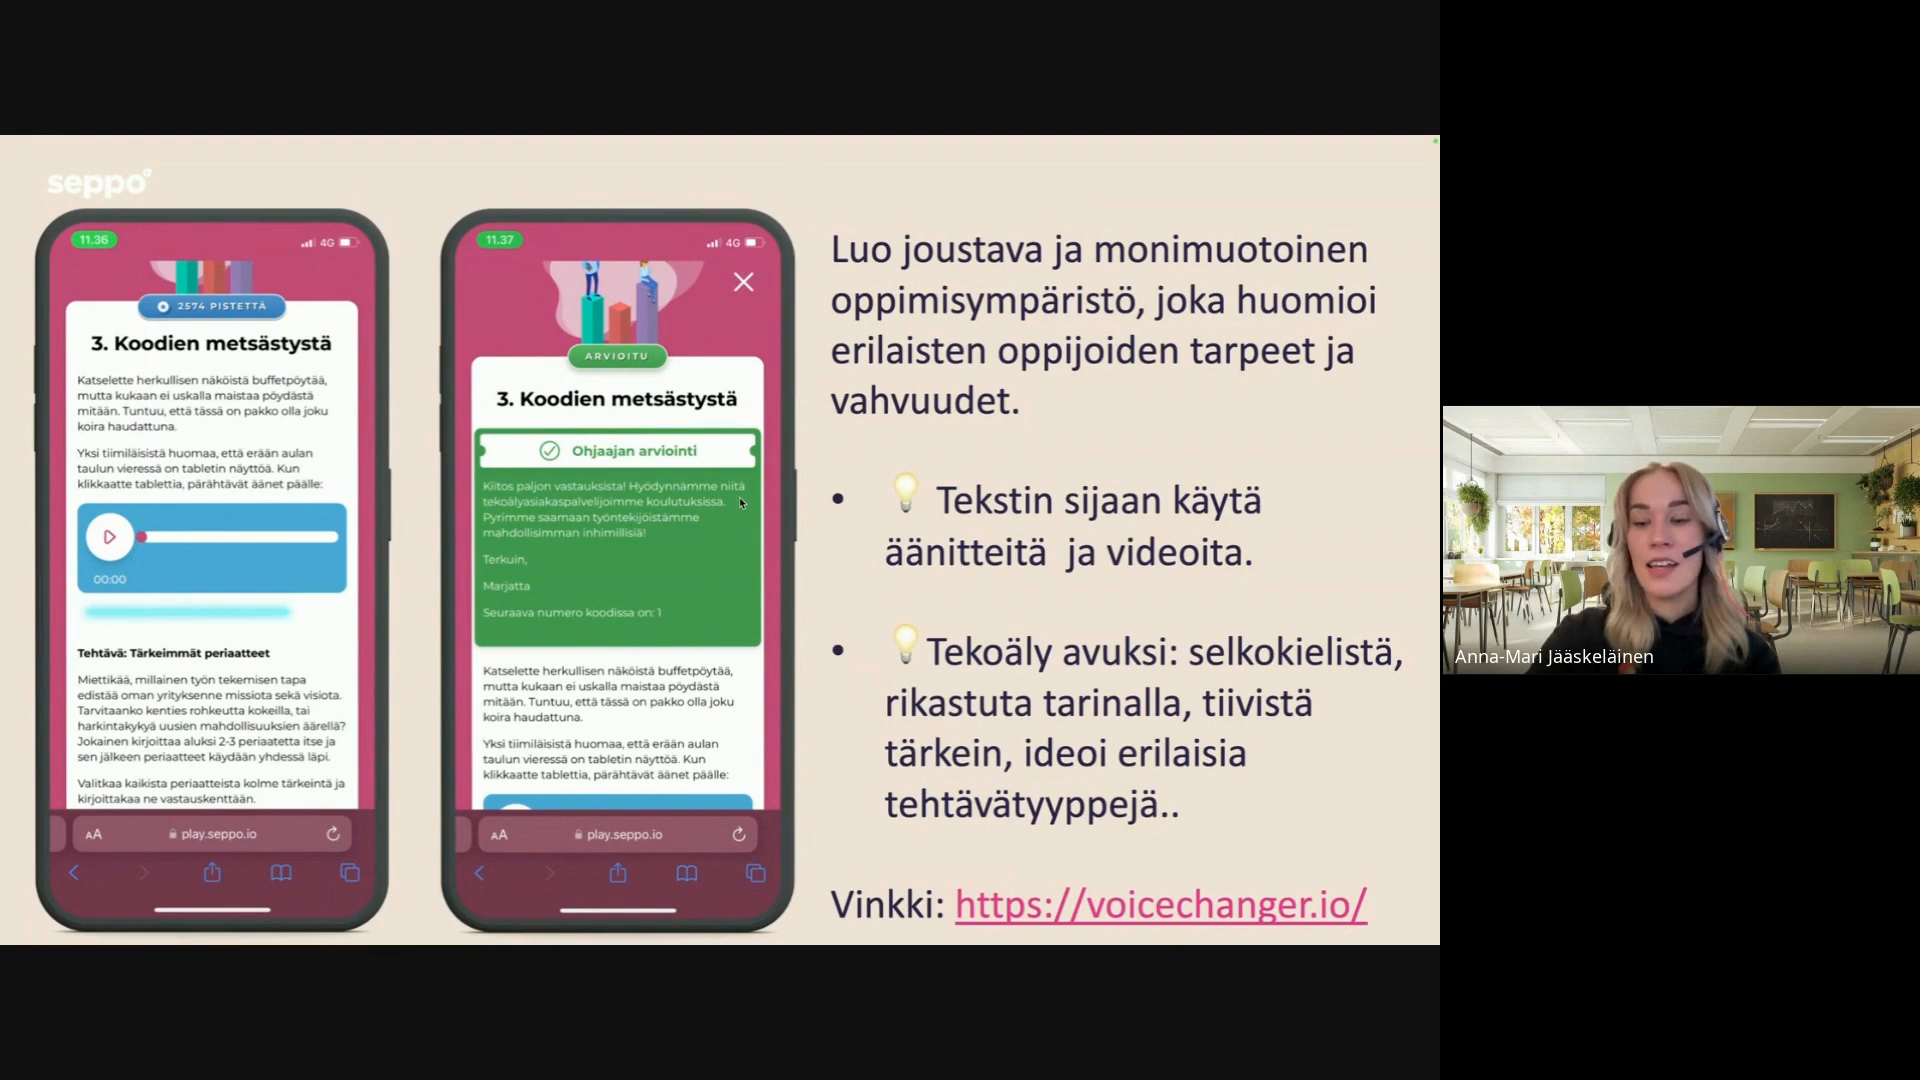 seppo
11.36
4G
2574 PISTETTÄ
3. Koodien metsästystä
Katselette herkullisen näköistä buffetpöytää,
mutta kukaan ei uskalla maistaa pöydästä
mitään. Tuntuu, että tässä on pakko olla joku
koira haudattuna.
Yksi tiimiläisistä huomaa, että erään aulan
taulun vieressä on tabletin näyttöä. Kun
klikkaatte tablettia, pärähtävät äänet päälle:
00:00
Tehtävä: Tärkeimmät periaatteet
Miettikää, millainen työn tekemisen tapa
edistää oman yrityksenne missiota sekä visiota.
Tarvitaanko kenties rohkeutta kokeilla, tai
harkintakykyä uusien mahdollisuuksien äärellä?
Jokainen kirjoittaa aluksi 2-3 periaatetta itse ja
sen jälkeen periaatteet käydään yhdessä läpi.
Valitkaa kaikista periaatteista kolme tärkeintä ja
kirjoittakaa ne vastauskenttään.
AA
play.seppo.io
11.37
4G
ARVIOITU
3. Koodien metsästystä
Ohjaajan arviointi
Kiitos paljon vastauksista! Hyödynnämme niitä
tekoälyasiakaspalvelijoimme koulutuksissa.
Pyrimme saamaan työntekijöistämme
mahdollisimman inhimillisiä!
Terkuin,
Marjatta
Seuraava numero koodissa on: 1
Katselette herkullisen näköistä buffetpöytää,
mutta kukaan ei uskalla maistaa pöydästä
mitään. Tuntuu, että tässä on pakko olla joku
koira haudattuna.
Yksi tiimiläisistä huomaa, että erään aulan
taulun vieressä on tabletin näyttöä. Kun
klikkaatte tablettia, pärähtävät äänet päälle:
AA
play.seppo.io
Luo joustava ja monimuotoinen
oppimisympäristö, joka huomioi
erilaisten oppijoiden tarpeet ja
vahvuudet.
• 💡 Tekstin sijaan käytä
äänitteitä ja videoita.
• 💡Tekoäly avuksi: selkokielistä,
rikastuta tarinalla, tiivistä
tärkein, ideoi erilaisia
tehtävätyyppejä..
Vinkki: https://voicechanger.io/
Anna-Mari Jääskeläinen